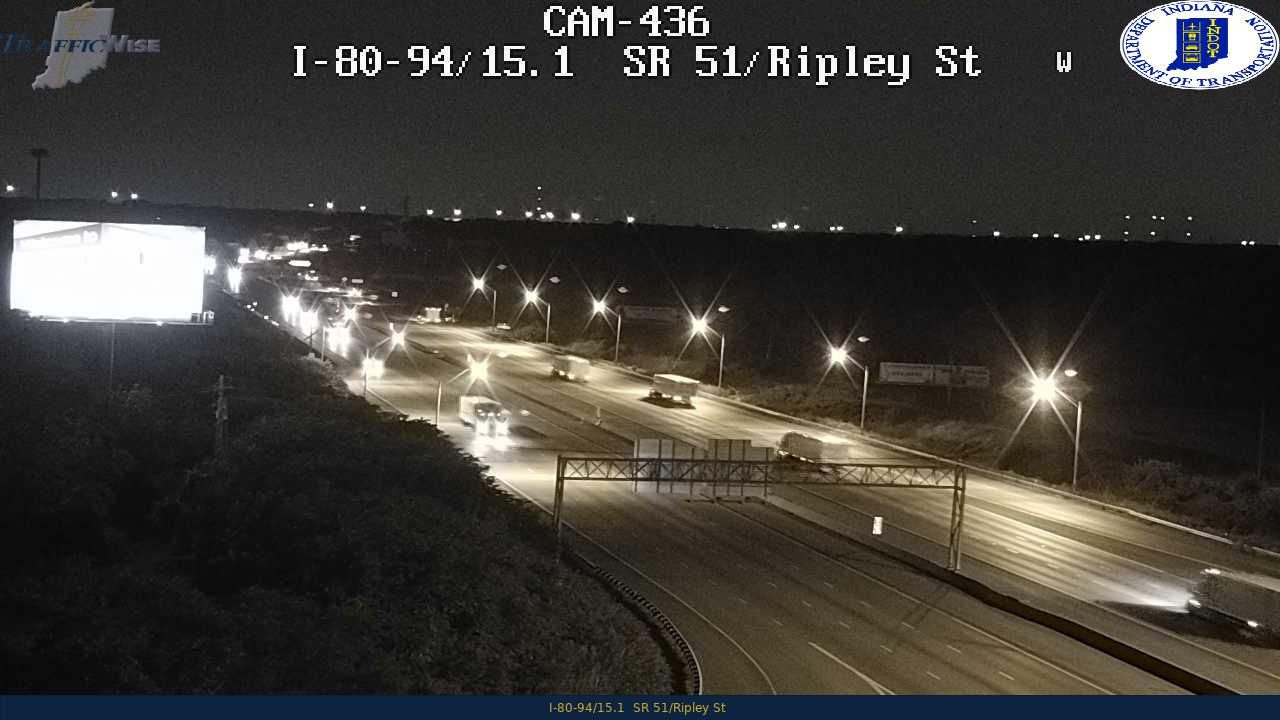 CAM-436
I-80-94/15.1 SR 51/Ripley St W
TRAFFICWISE
INDIANA
DEPARTMENT OF TRANSPORTATION
INDOT
I-80-94/15.1 SR 51/Ripley St